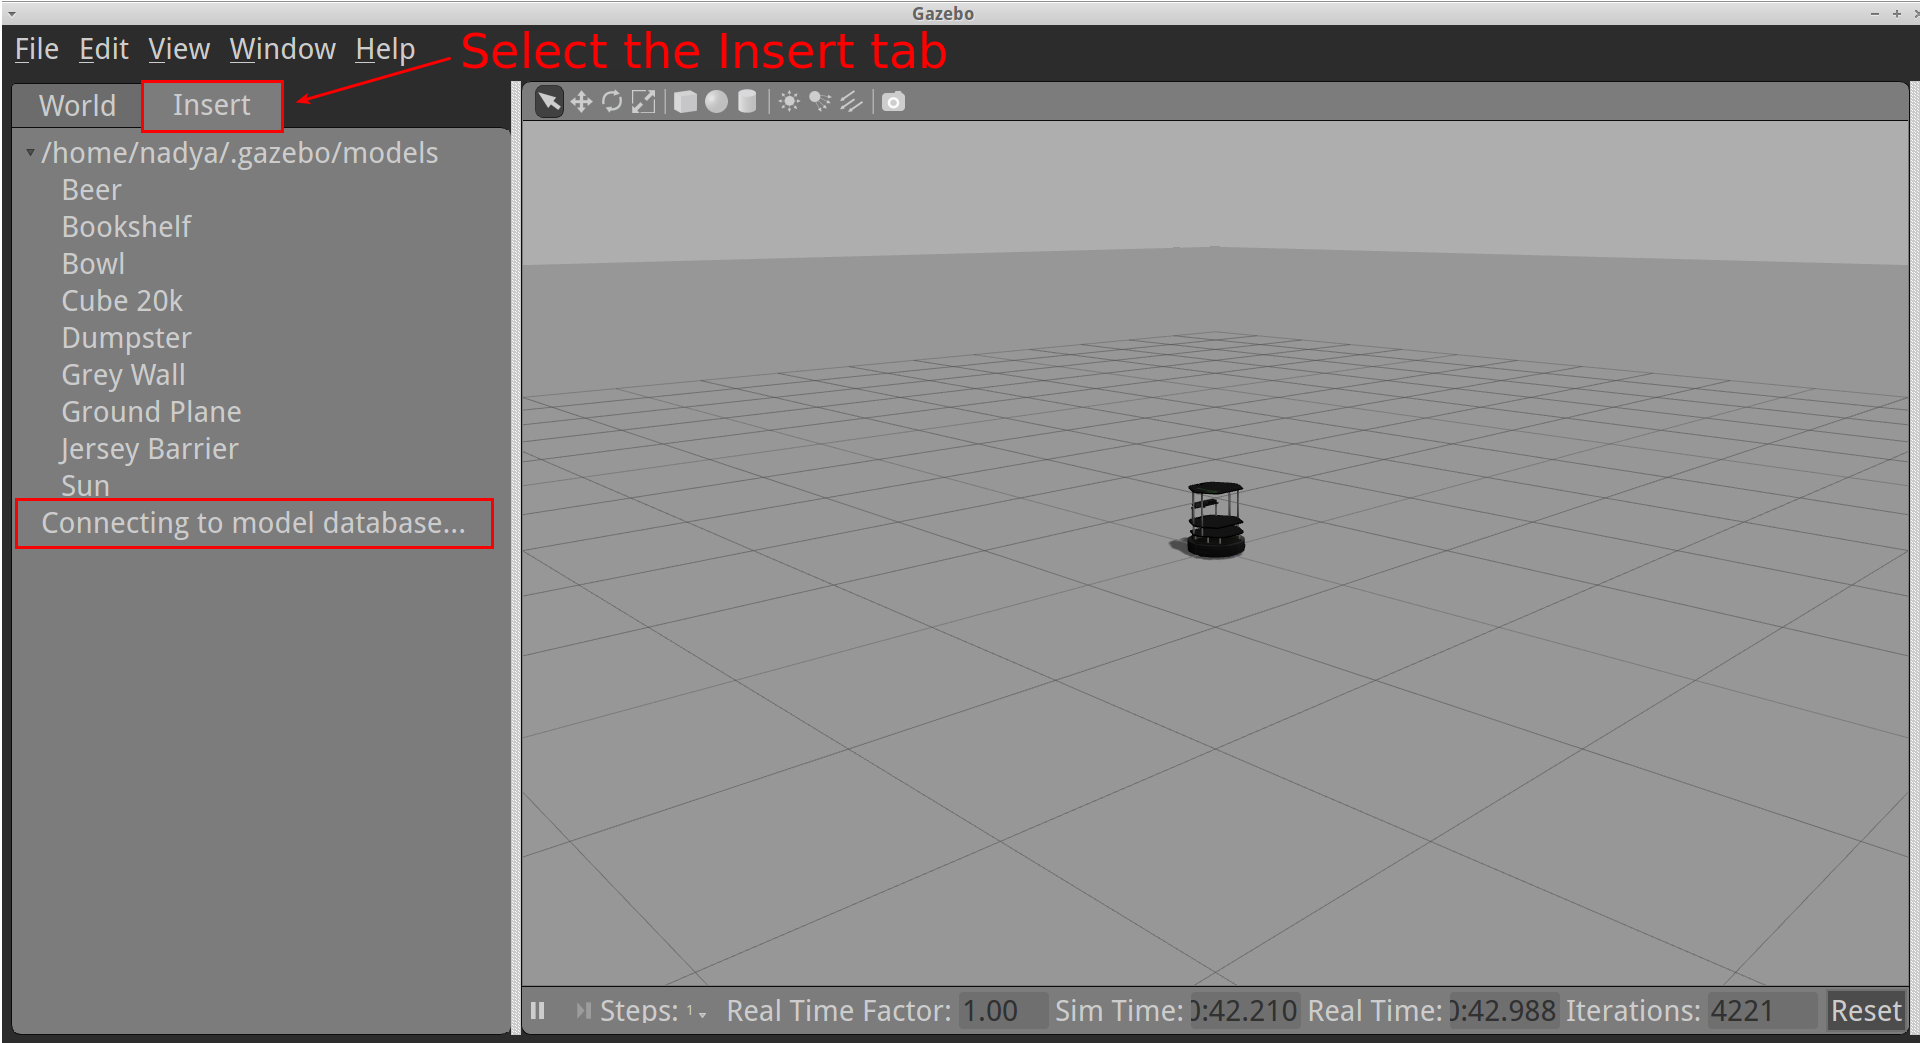 Gazebo
File Edit View Window Help
Select the Insert tab
World Insert
/home/nadya/.gazebo/models
Beer
Bookshelf
Bowl
Cube 20k
Dumpster
Grey Wall
Ground Plane
Jersey Barrier
Sun
Connecting to model database...
Steps: 1 Real Time Factor: 1.00 Sim Time: 0:42.210 Real Time: 0:42.988 Iterations: 4221 Reset